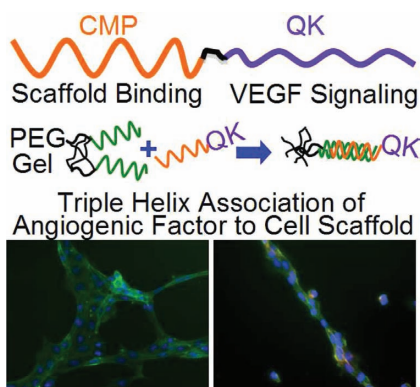 CMP QK
Scaffold Binding VEGF Signaling
PEG
Gel
+
QK
QK
Triple Helix Association of
Angiogenic Factor to Cell Scaffold